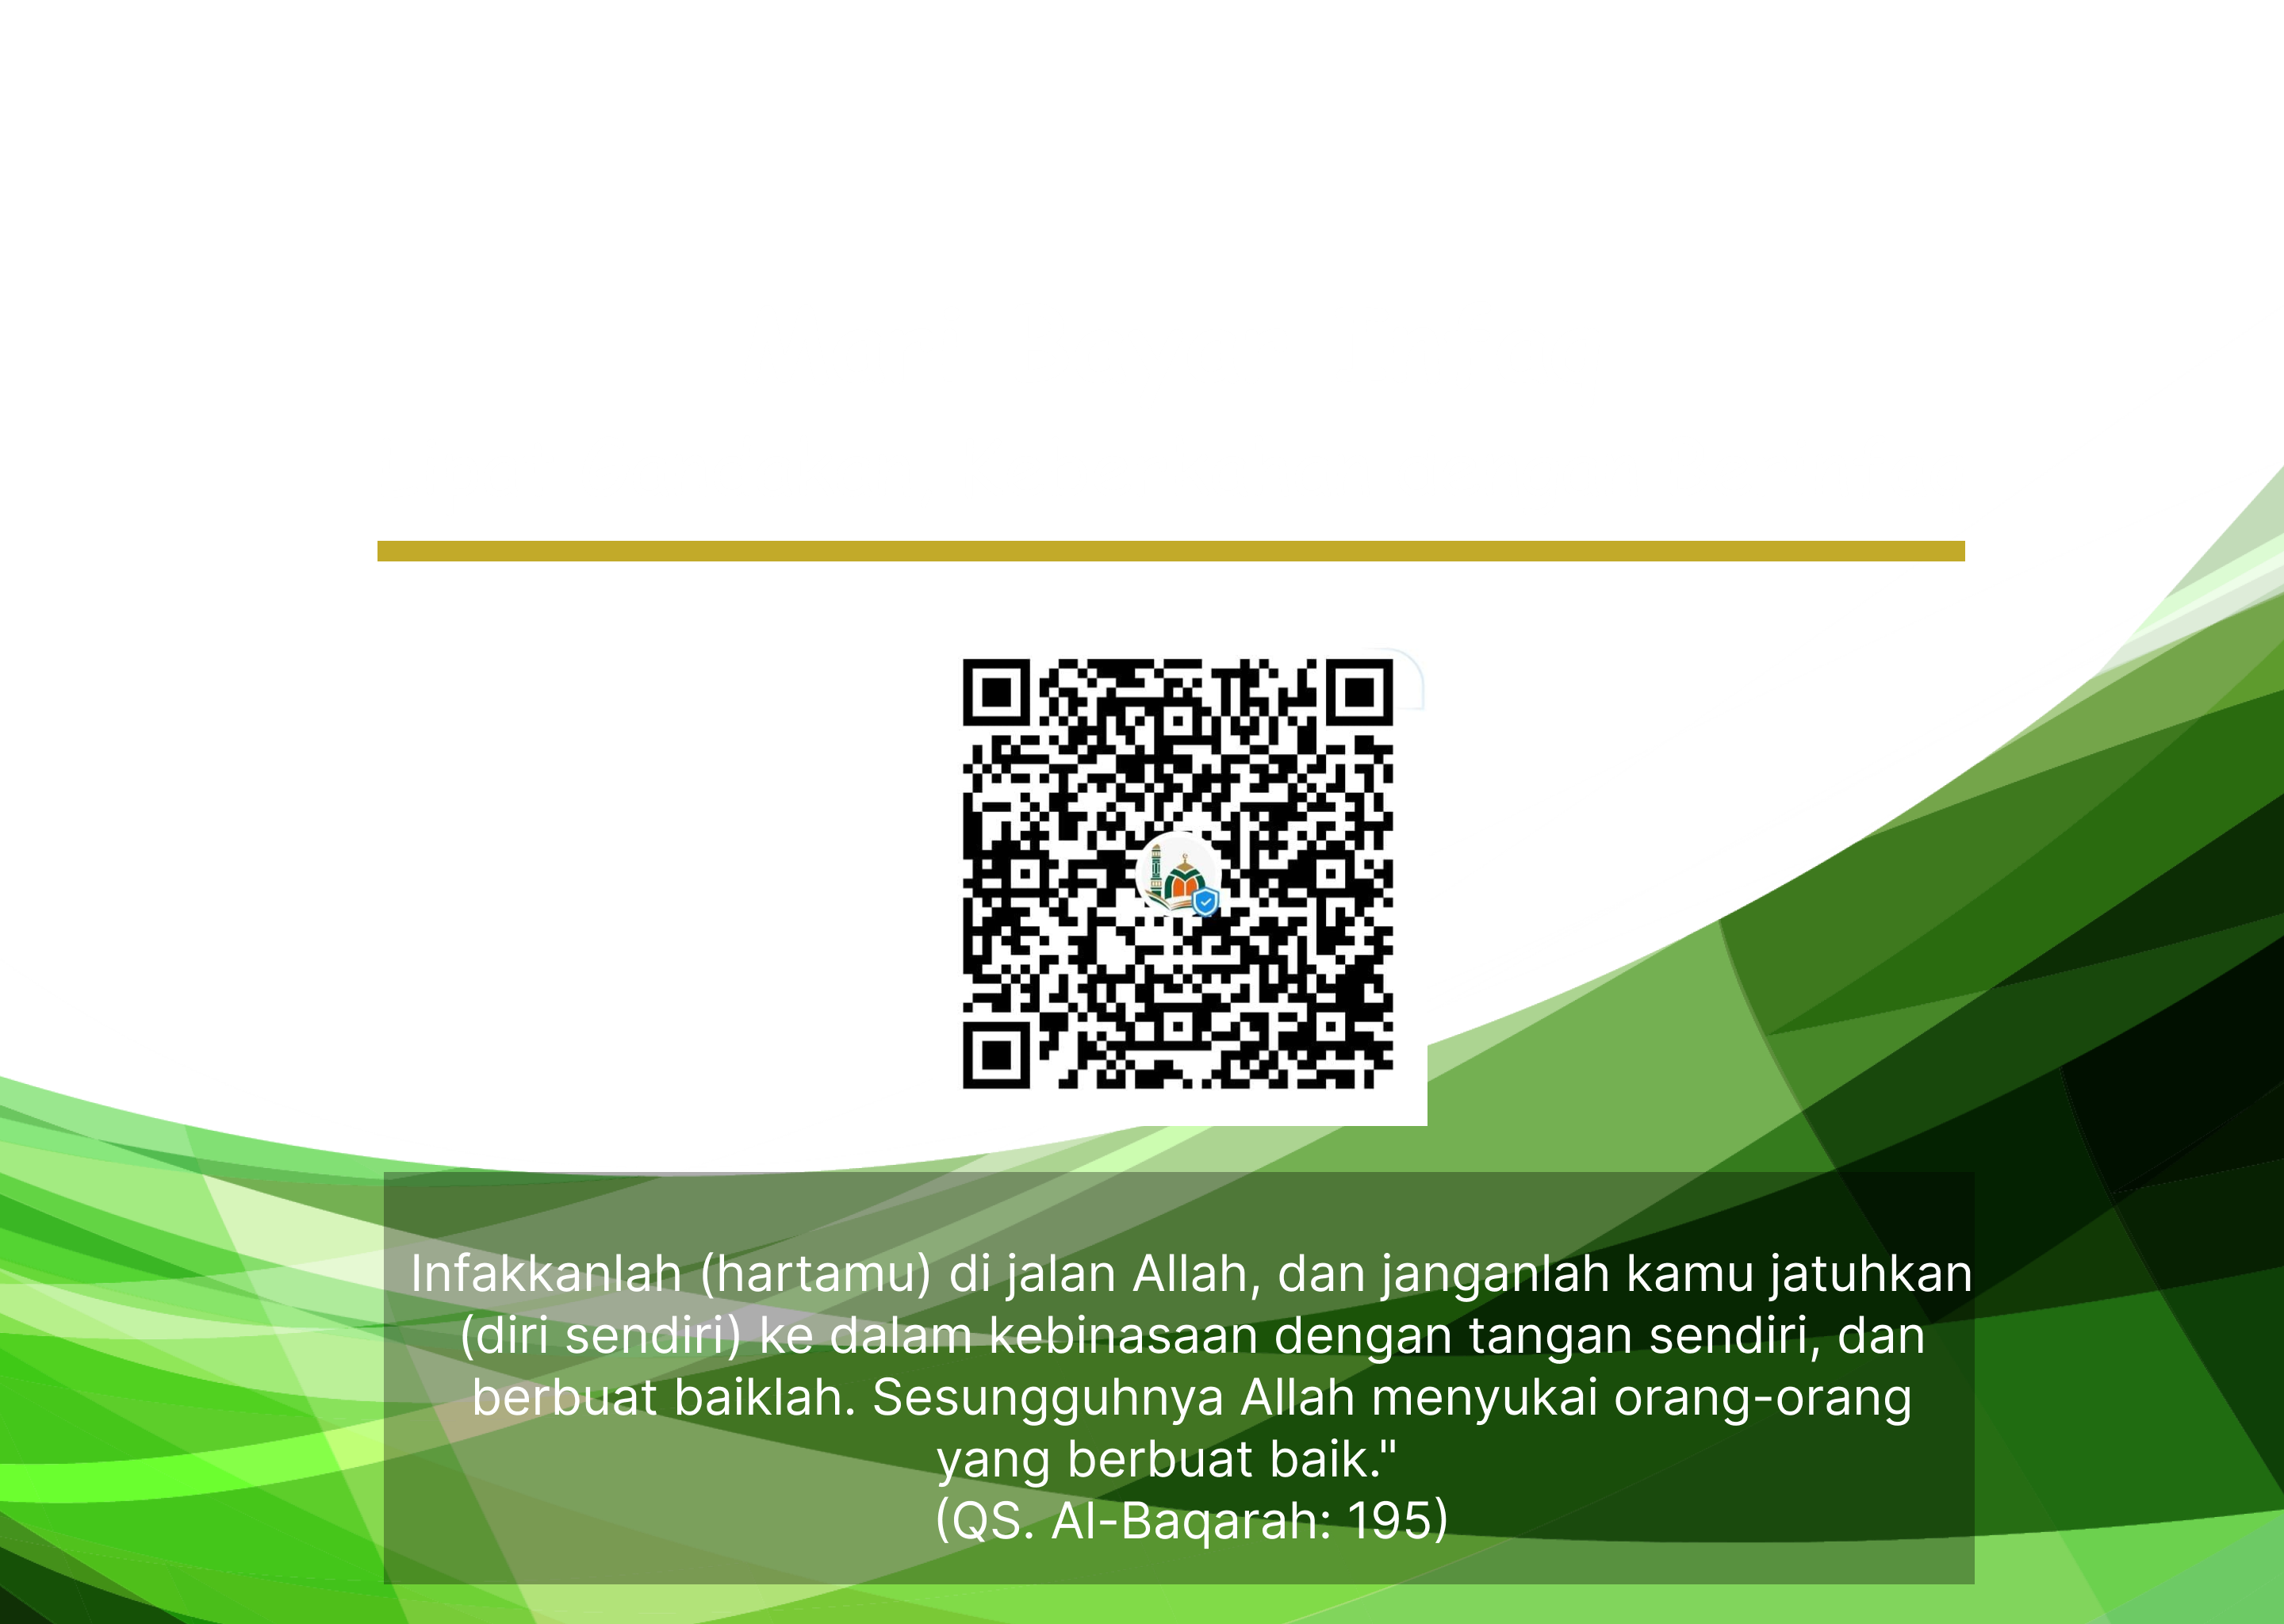 Infakkanlah (hartamu) di jalan Allah, dan janganlah kamu jatuhkan
(diri sendiri) ke dalam kebinasaan dengan tangan sendiri, dan
berbuat baiklah. Sesungguhnya Allah menyukai orang-orang
yang berbuat baik."
(QS. Al-Baqarah: 195)